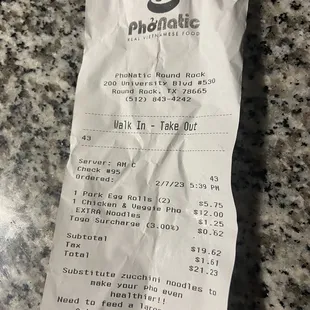 PhoNatic
REAL VIETNAMESE FOOD
PhoNatic Round Rock
200 University Blvd #530
Round Rock, TX 78665
(512) 843-4242
Walk In - Take Out
43
Server: AM C 43
Check #95
Ordered: 2/7/23 5:39 PM
1 Pork Egg Rolls (2) $5.75
1 Chicken & Veggie Pho $12.00
EXTRA Noodles $1.25
Togo Surcharge (3.00%) $0.62
Subtotal $19.62
Tax $1.61
Total $21.23
Substitute zucchini noodles to
make your pho even
healthier!!
Need to feed a large